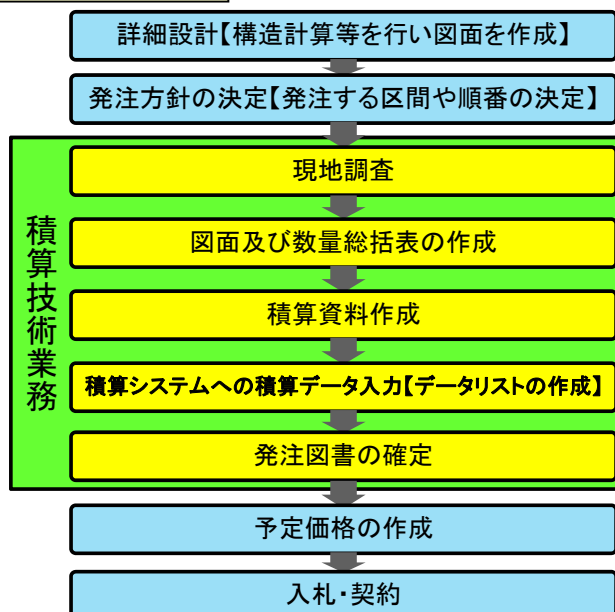 詳細設計【構造計算等を行い図面を作成】
発注方針の決定【発注する区間や順番の決定】
積算技術業務
現地調査
図面及び数量総括表の作成
積算資料作成
積算システムへの積算データ入力【データリストの作成】
発注図書の確定
予定価格の作成
入札・契約